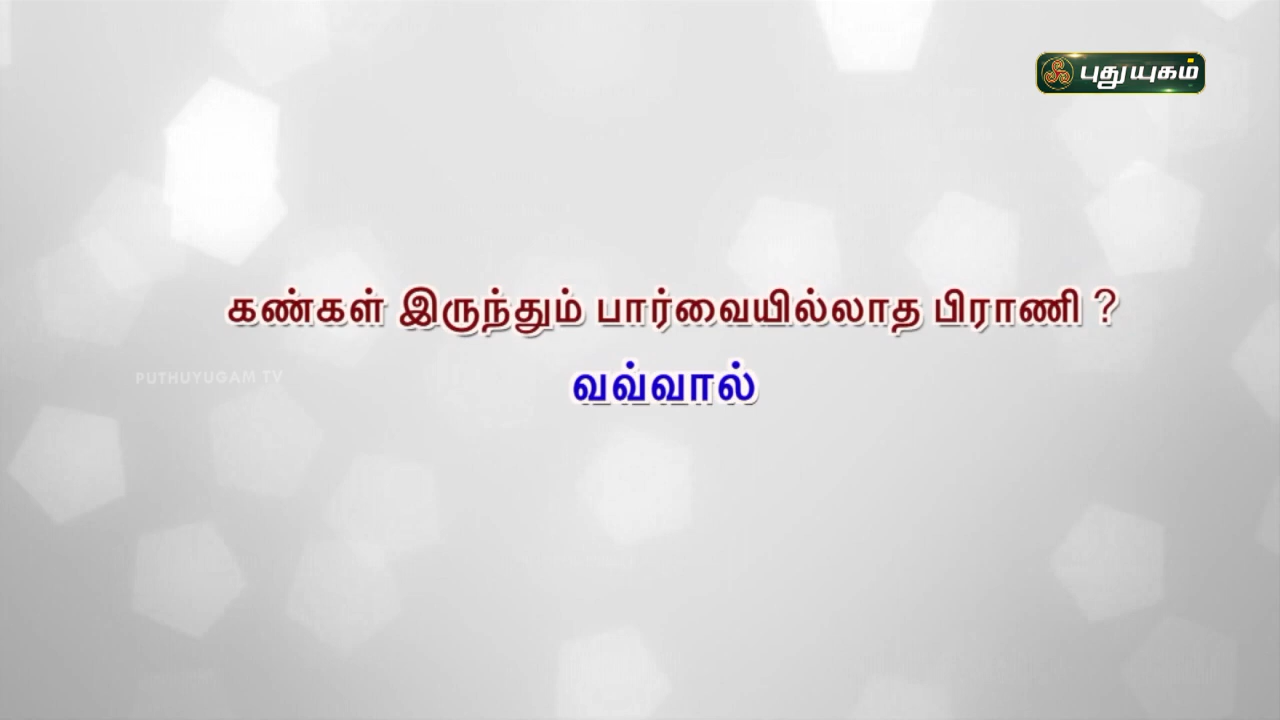 புதுயுகம்
கண்கள் இருந்தும் பார்வையில்லாத பிராணி ?
PUTHUYUGAM TV
வவ்வால்